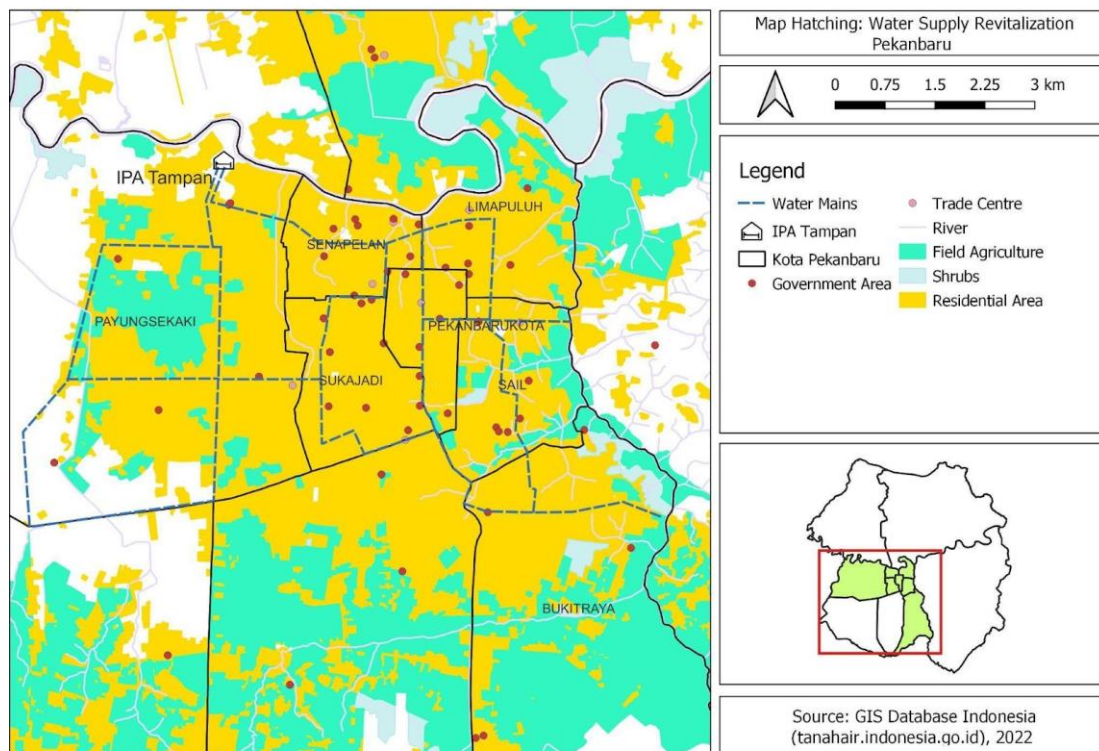 Map Hatching: Water Supply Revitalization
Pekanbaru
0 0.75 1.5 2.25 3 km
Legend
Water Mains
IPA Tampan
Kota Pekanbaru
Government Area
Trade Centre
River
Field Agriculture
Shrubs
Residential Area
IPA Tampan
LIMAPULUH
SENAPELAN
PAYUNGSEKAKI
PEKANBARUKOTA
SUKAJADI
SAIL
BUKITRAYA
Source: GIS Database Indonesia
(tanahair.indonesia.go.id), 2022